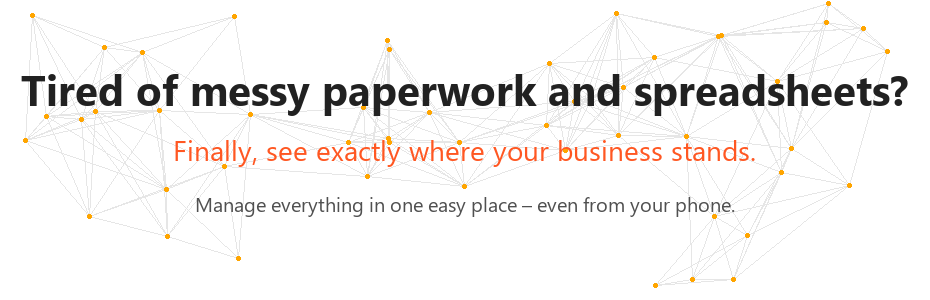 Tired of messy paperwork and spreadsheets?
Finally, see exactly where your business stands.
Manage everything in one easy place – even from your phone.